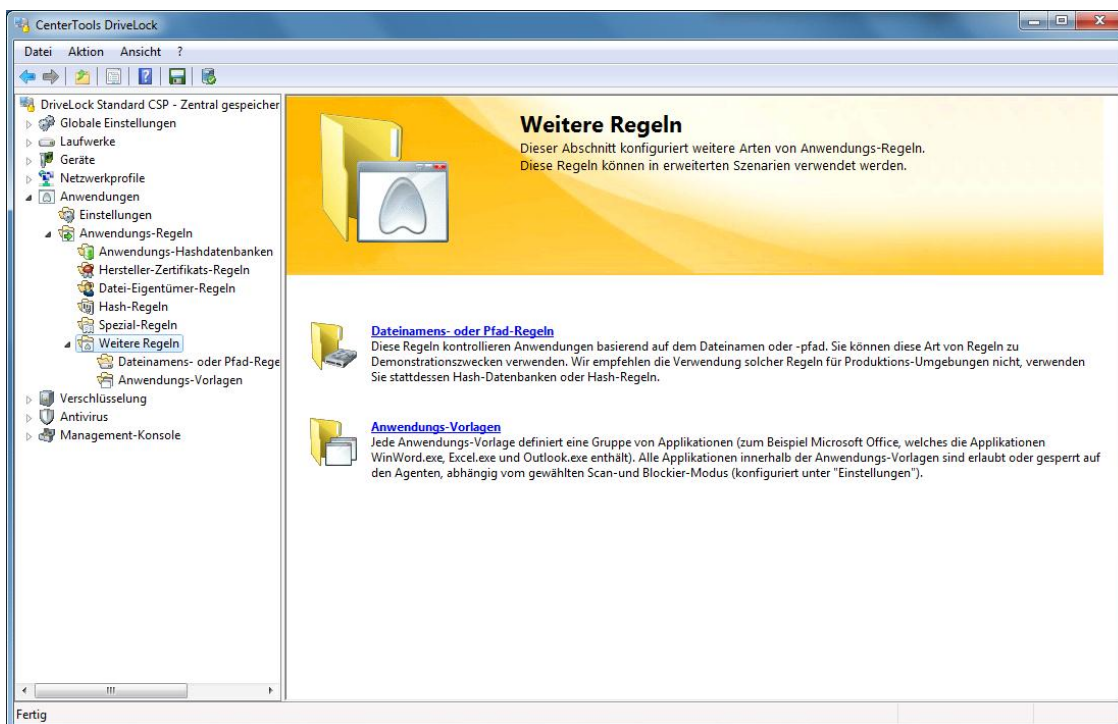 CenterTools DriveLock
Datei Aktion Ansicht ?
DriveLock Standard CSP - Zentral gespeicher
Globale Einstellungen
Laufwerke
Geräte
Netzwerkprofile
Anwendungen
Einstellungen
Anwendungs-Regeln
Anwendungs-Hashdatenbanken
Hersteller-Zertifikats-Regeln
Datei-Eigentümer-Regeln
Hash-Regeln
Spezial-Regeln
Weitere Regeln
Dateinamens- oder Pfad-Rege
Anwendungs-Vorlagen
Verschlüsselung
Antivirus
Management-Konsole
Weitere Regeln
Dieser Abschnitt konfiguriert weitere Arten von Anwendungs-Regeln.
Diese Regeln können in erweiterten Szenarien verwendet werden.
Dateinamens- oder Pfad-Regeln
Diese Regeln kontrollieren Anwendungen basierend auf dem Dateinamen oder -pfad. Sie können diese Art von Regeln zu
Demonstrationszwecken verwenden. Wir empfehlen die Verwendung solcher Regeln für Produktions-Umgebungen nicht, verwenden
Sie stattdessen Hash-Datenbanken oder Hash-Regeln.
Anwendungs-Vorlagen
Jede Anwendungs-Vorlage definiert eine Gruppe von Applikationen (zum Beispiel Microsoft Office, welches die Applikationen
WinWord.exe, Excel.exe und Outlook.exe enthält). Alle Applikationen innerhalb der Anwendungs-Vorlagen sind erlaubt oder gesperrt auf
den Agenten, abhängig vom gewählten Scan-und Blockier-Modus (konfiguriert unter "Einstellungen").
Fertig